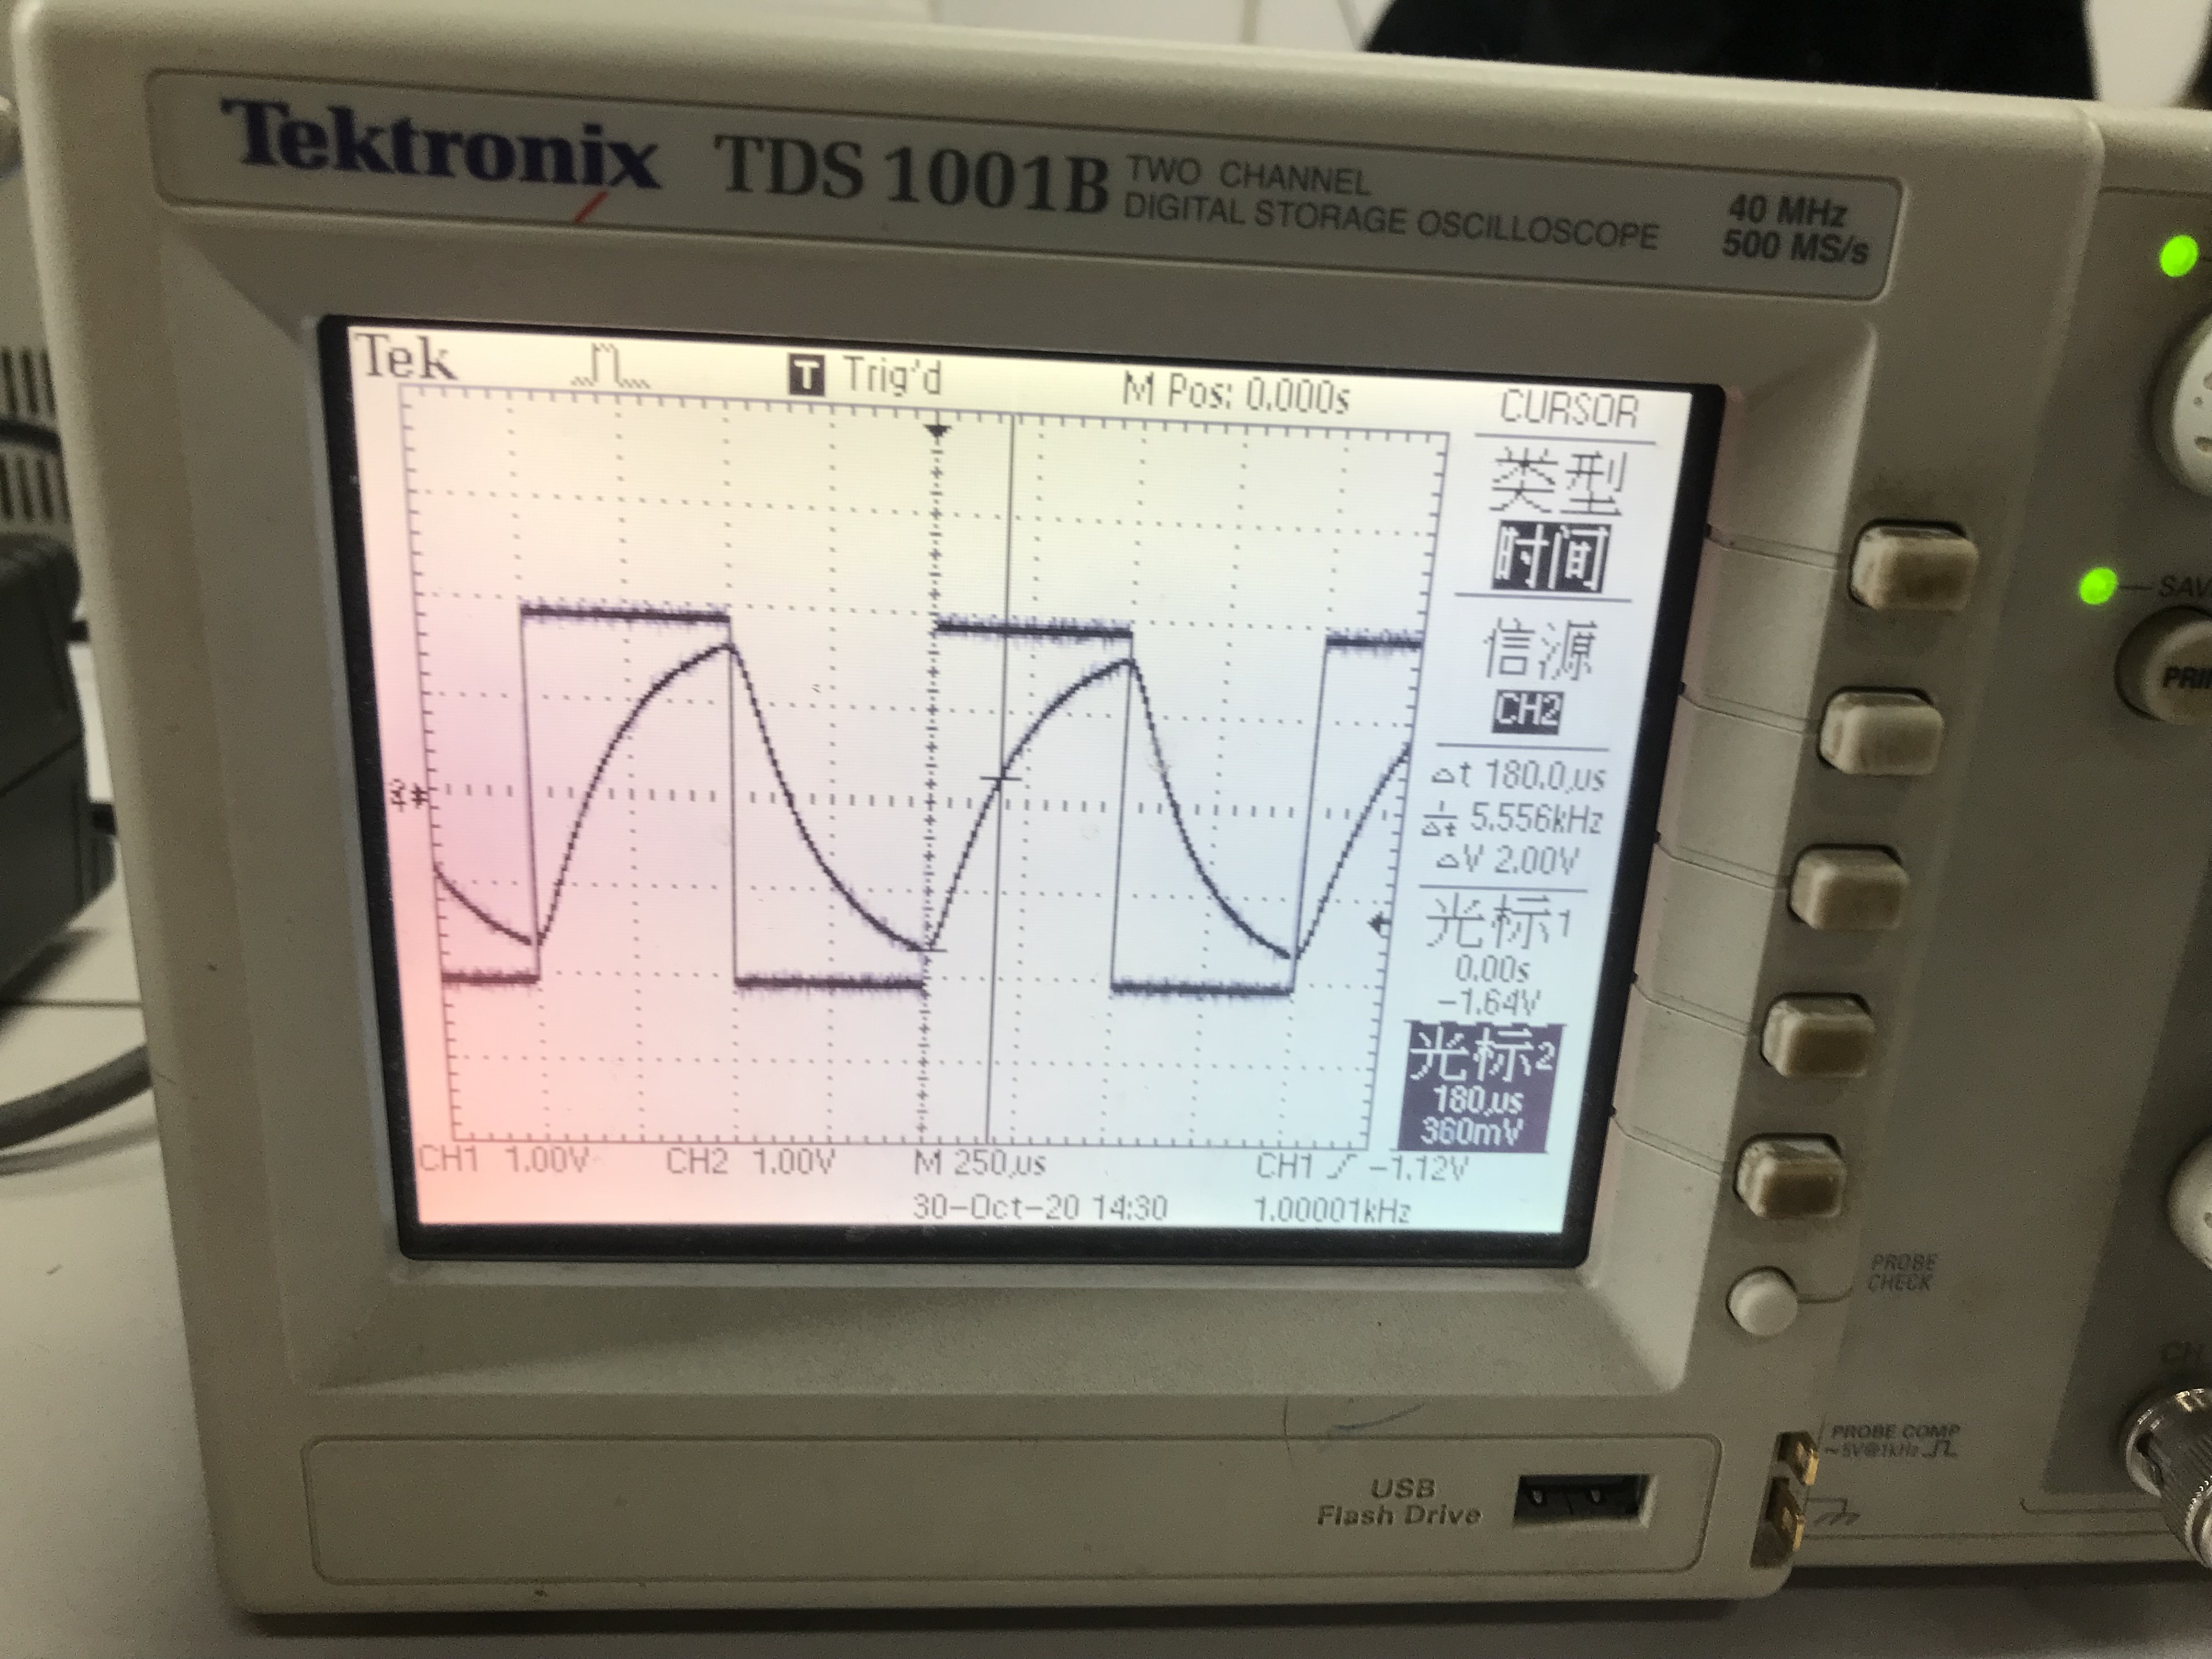 Tektronix TDS 1001B TWO CHANNEL
DIGITAL STORAGE OSCILLOSCOPE
40 MHz
500 MS/s
Tek
T Trig'd
M Pos: 0.000s
CURSOR
类型
时间
信源
CH2
△t 180.0µs
1/△t 5.556kHz
△V 2.00V
光标1
0.00s
-1.64V
光标2
180µs
360mV
CH1 1.00V
CH2 1.00V
M 250µs
CH1 -1.12V
30-Oct-20 14:30
1.00001kHz
PROBE
CHECK
PROBE COMP
~5V@1kHz
USB
Flash Drive